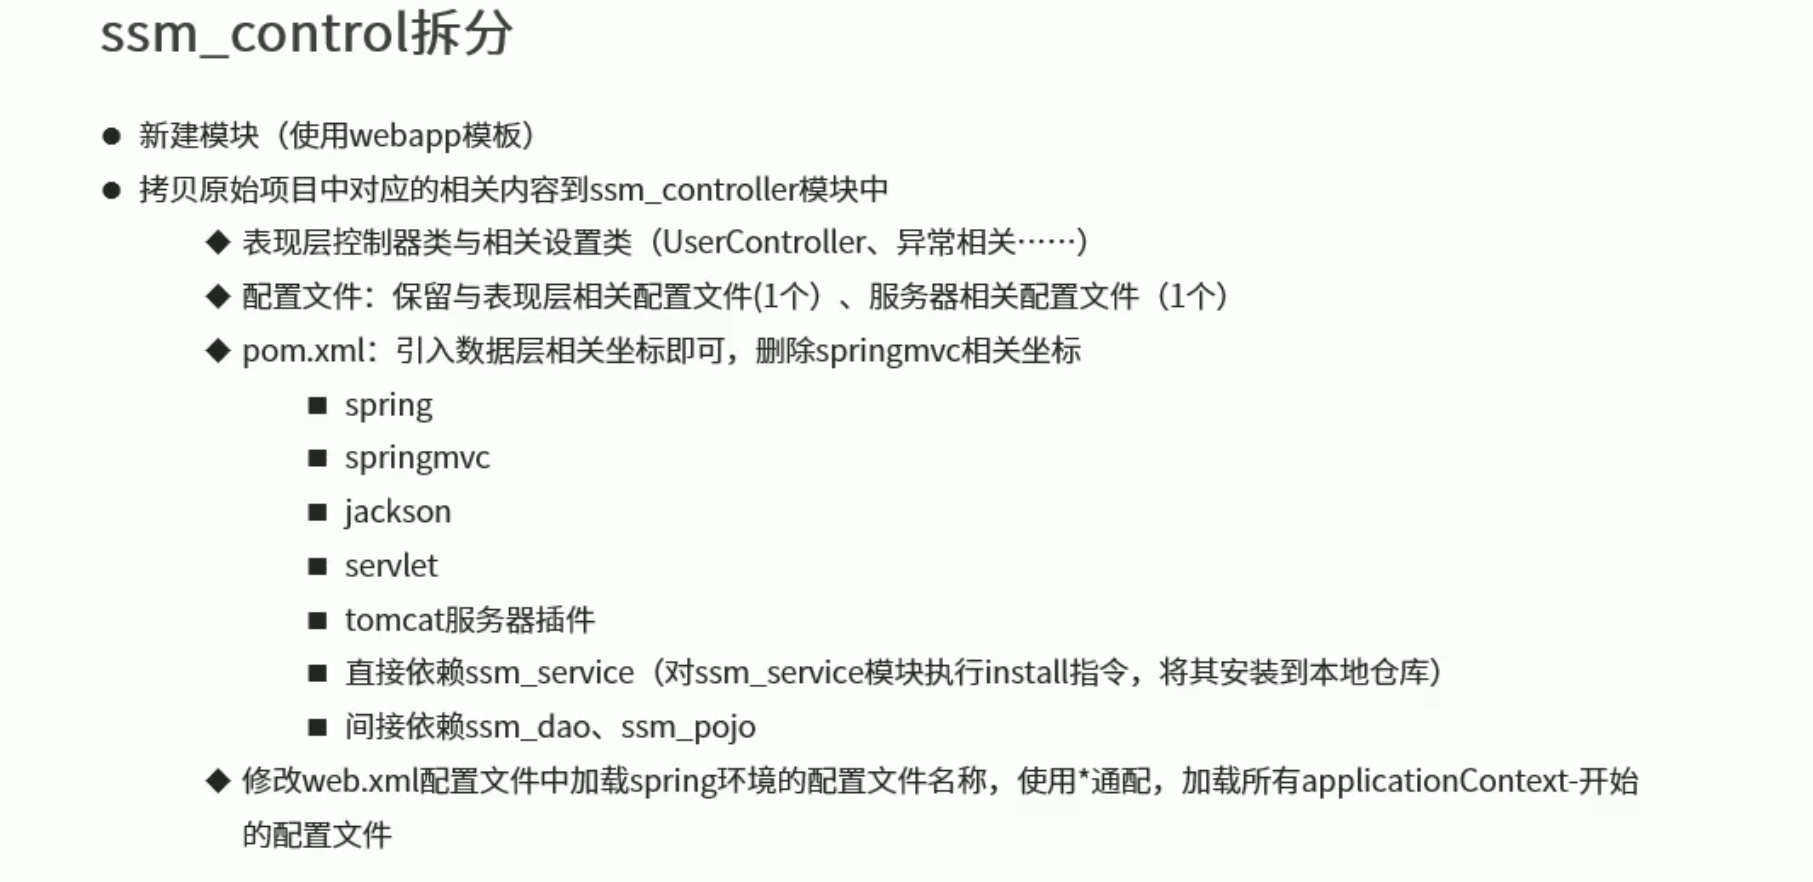 ssm_control拆分
● 新建模块（使用webapp模板）
● 拷贝原始项目中对应的相关内容到ssm_controller模块中
◆ 表现层控制器类与相关设置类（UserController、异常相关……）
◆ 配置文件：保留与表现层相关配置文件(1个）、服务器相关配置文件（1个）
◆ pom.xml：引入数据层相关坐标即可，删除springmvc相关坐标
■ spring
■ springmvc
■ jackson
■ servlet
■ tomcat服务器插件
■ 直接依赖ssm_service（对ssm_service模块执行install指令，将其安装到本地仓库）
■ 间接依赖ssm_dao、ssm_pojo
◆ 修改web.xml配置文件中加载spring环境的配置文件名称，使用*通配，加载所有applicationContext-开始
的配置文件